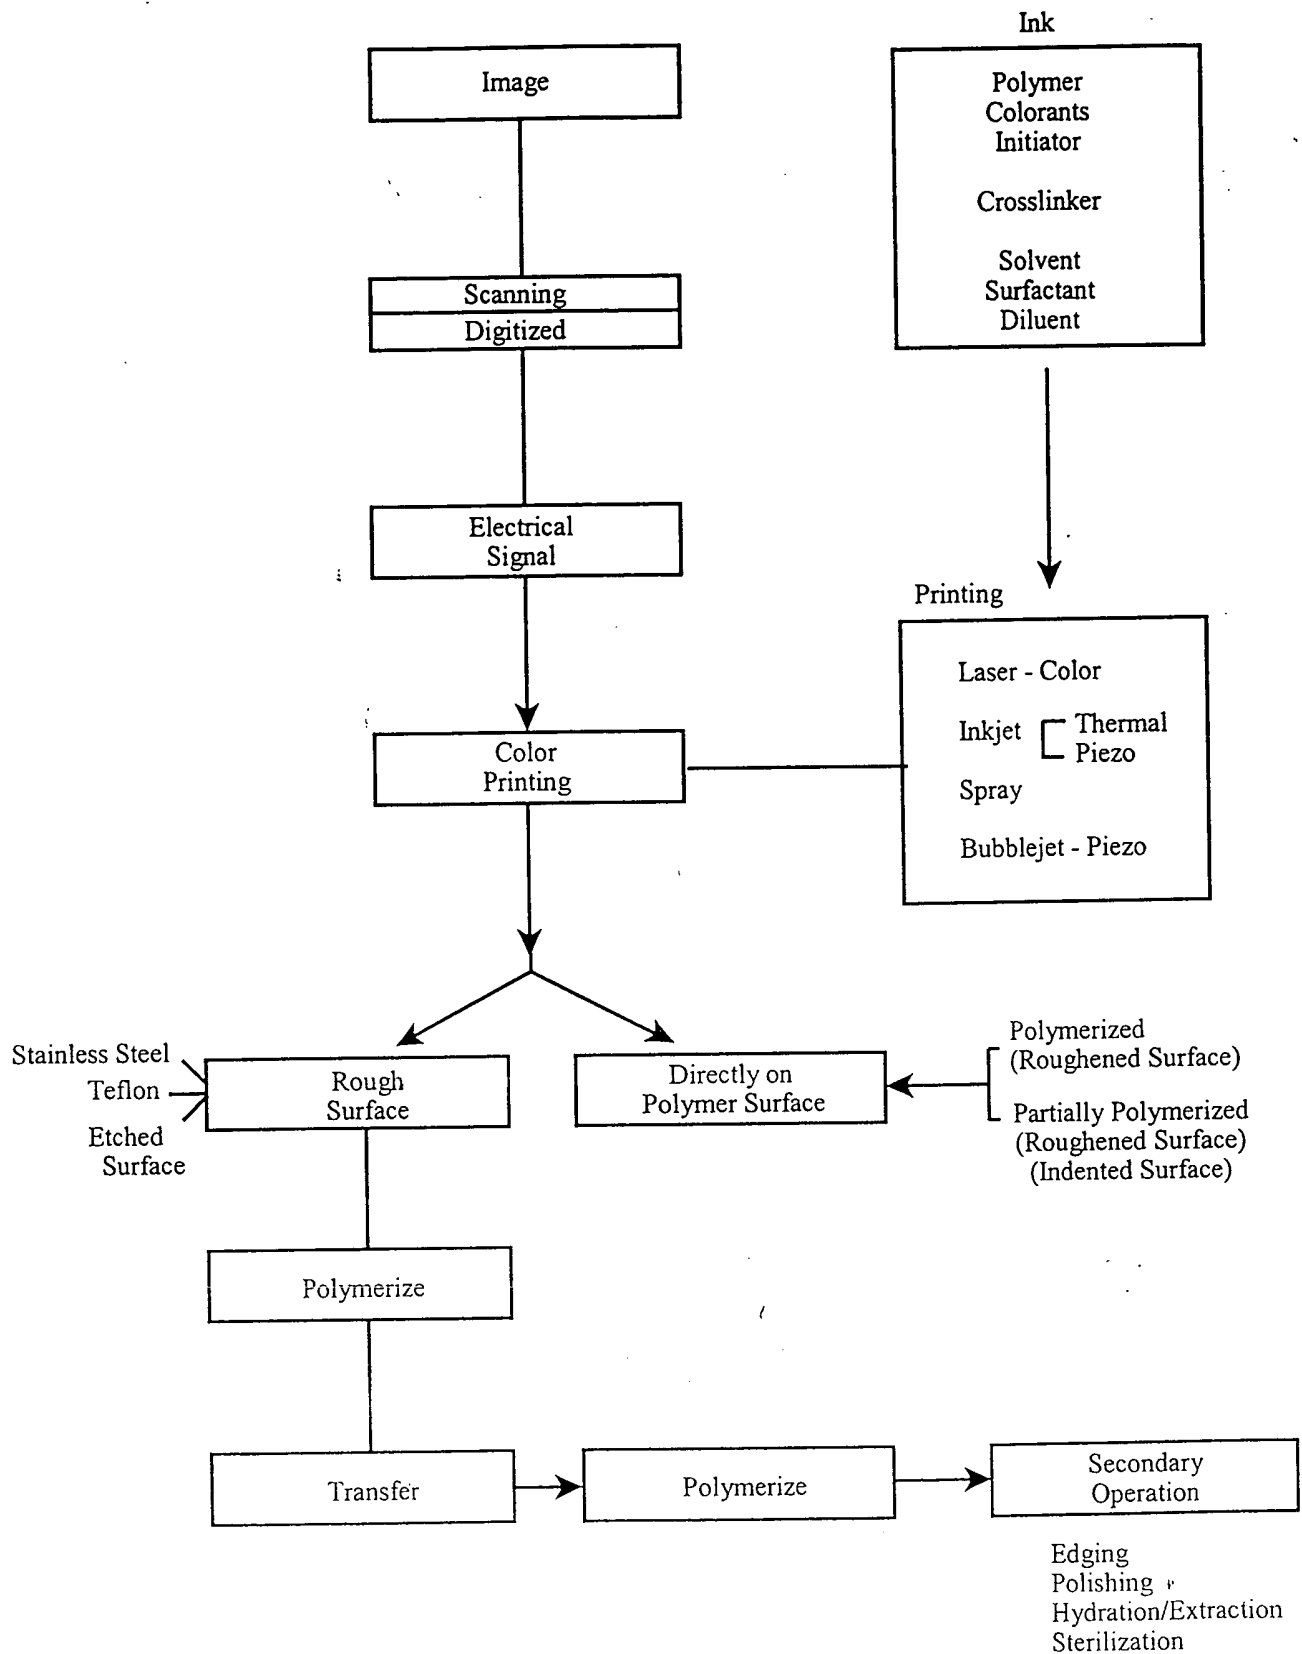 Ink
Image
Polymer
Colorants
Initiator
Crosslinker
Solvent
Surfactant
Diluent
Scanning
Digitized
Electrical
Signal
Printing
Laser - Color
Inkjet Thermal
Piezo
Spray
Bubblejet - Piezo
Color
Printing
Stainless Steel
Teflon
Etched
Surface
Rough
Surface
Directly on
Polymer Surface
Polymerized
(Roughened Surface)
Partially Polymerized
(Roughened Surface)
(Indented Surface)
Polymerize
Transfer
Polymerize
Secondary
Operation
Edging
Polishing
Hydration/Extraction
Sterilization